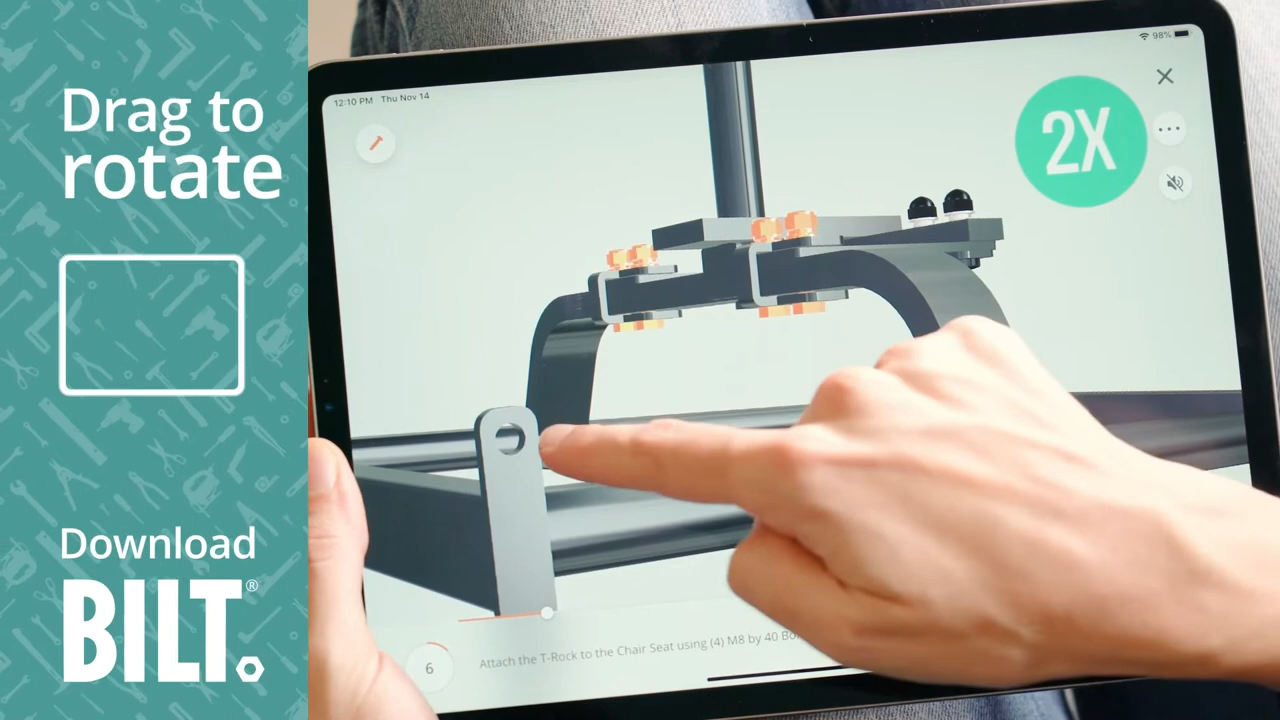 Drag to
rotate
Download
BILT®
12:10 PM Thu Nov 14
98%
2X
6
Attach the T-Rock to the Chair Seat using (4) M8 by 40